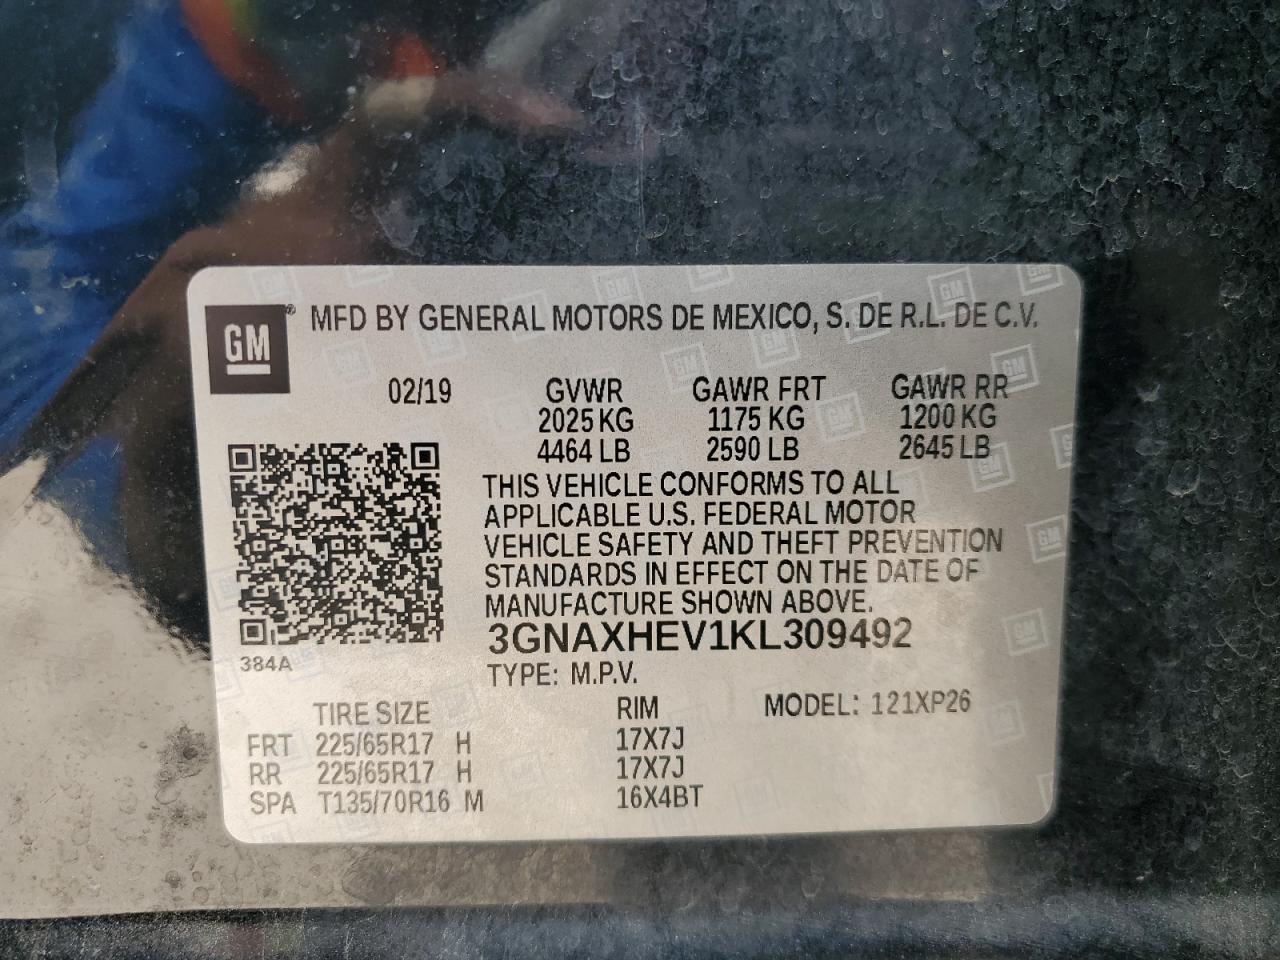 GM ® MFD BY GENERAL MOTORS DE MEXICO, S. DE R.L. DE C.V.
02/19 GVWR GAWR FRT GAWR RR
2025 KG 1175 KG 1200 KG
4464 LB 2590 LB 2645 LB
THIS VEHICLE CONFORMS TO ALL
APPLICABLE U.S. FEDERAL MOTOR
VEHICLE SAFETY AND THEFT PREVENTION
STANDARDS IN EFFECT ON THE DATE OF
MANUFACTURE SHOWN ABOVE.
3GNAXHEV1KL309492
384A
TYPE: M.P.V.
TIRE SIZE RIM MODEL: 121XP26
FRT 225/65R17 H 17X7J
RR 225/65R17 H 17X7J
SPA T135/70R16 M 16X4BT